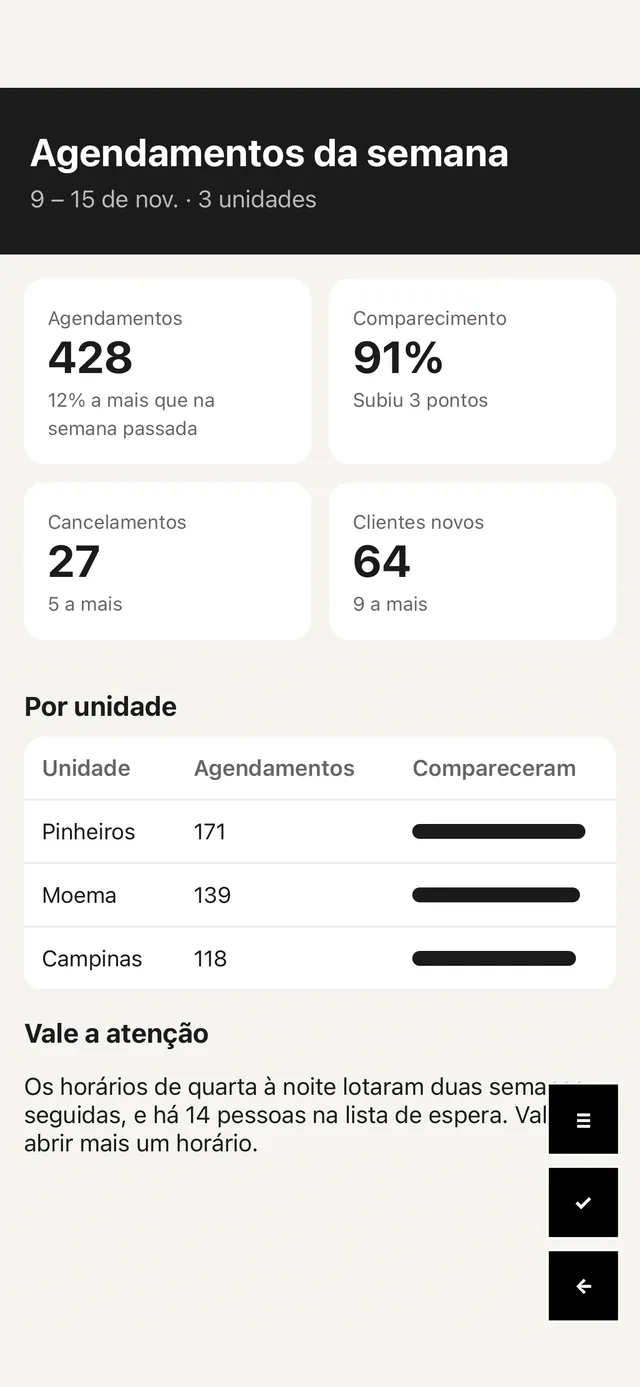 Agendamentos da semana
9 – 15 de nov. · 3 unidades
Agendamentos
428
12% a mais que na
semana passada
Comparecimento
91%
Subiu 3 pontos
Cancelamentos
27
5 a mais
Clientes novos
64
9 a mais
Por unidade
Unidade Agendamentos Compareceram
Pinheiros 171
Moema 139
Campinas 118
Vale a atenção
Os horários de quarta à noite lotaram duas
seguidas, e há 14 pessoas na lista de espera.
abrir mais um horário.